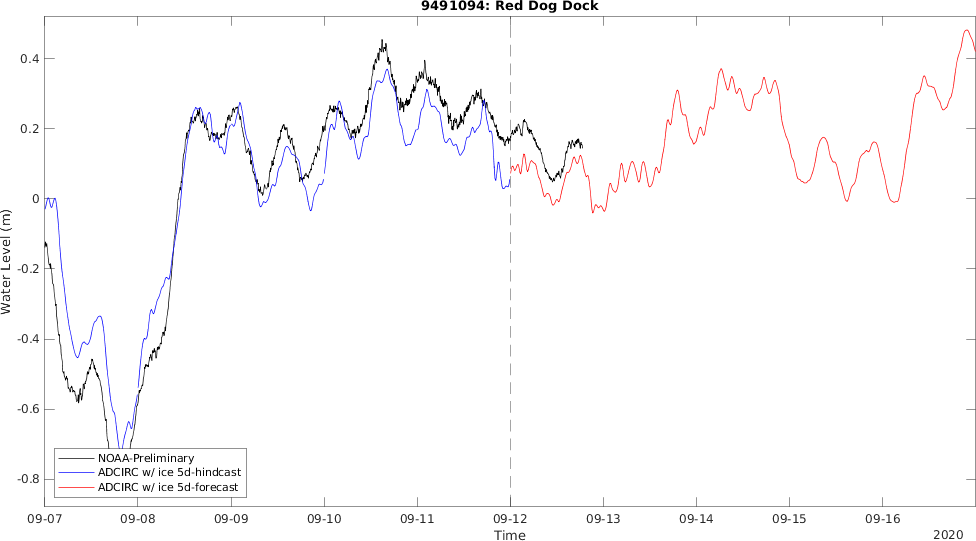 9491094: Red Dog Dock
Water Level (m)
0.4
0.2
0
-0.2
-0.4
-0.6
-0.8
NOAA-Preliminary
ADCIRC w/ ice 5d-hindcast
ADCIRC w/ ice 5d-forecast
09-07 09-08 09-09 09-10 09-11 09-12 09-13 09-14 09-15 09-16
Time
2020